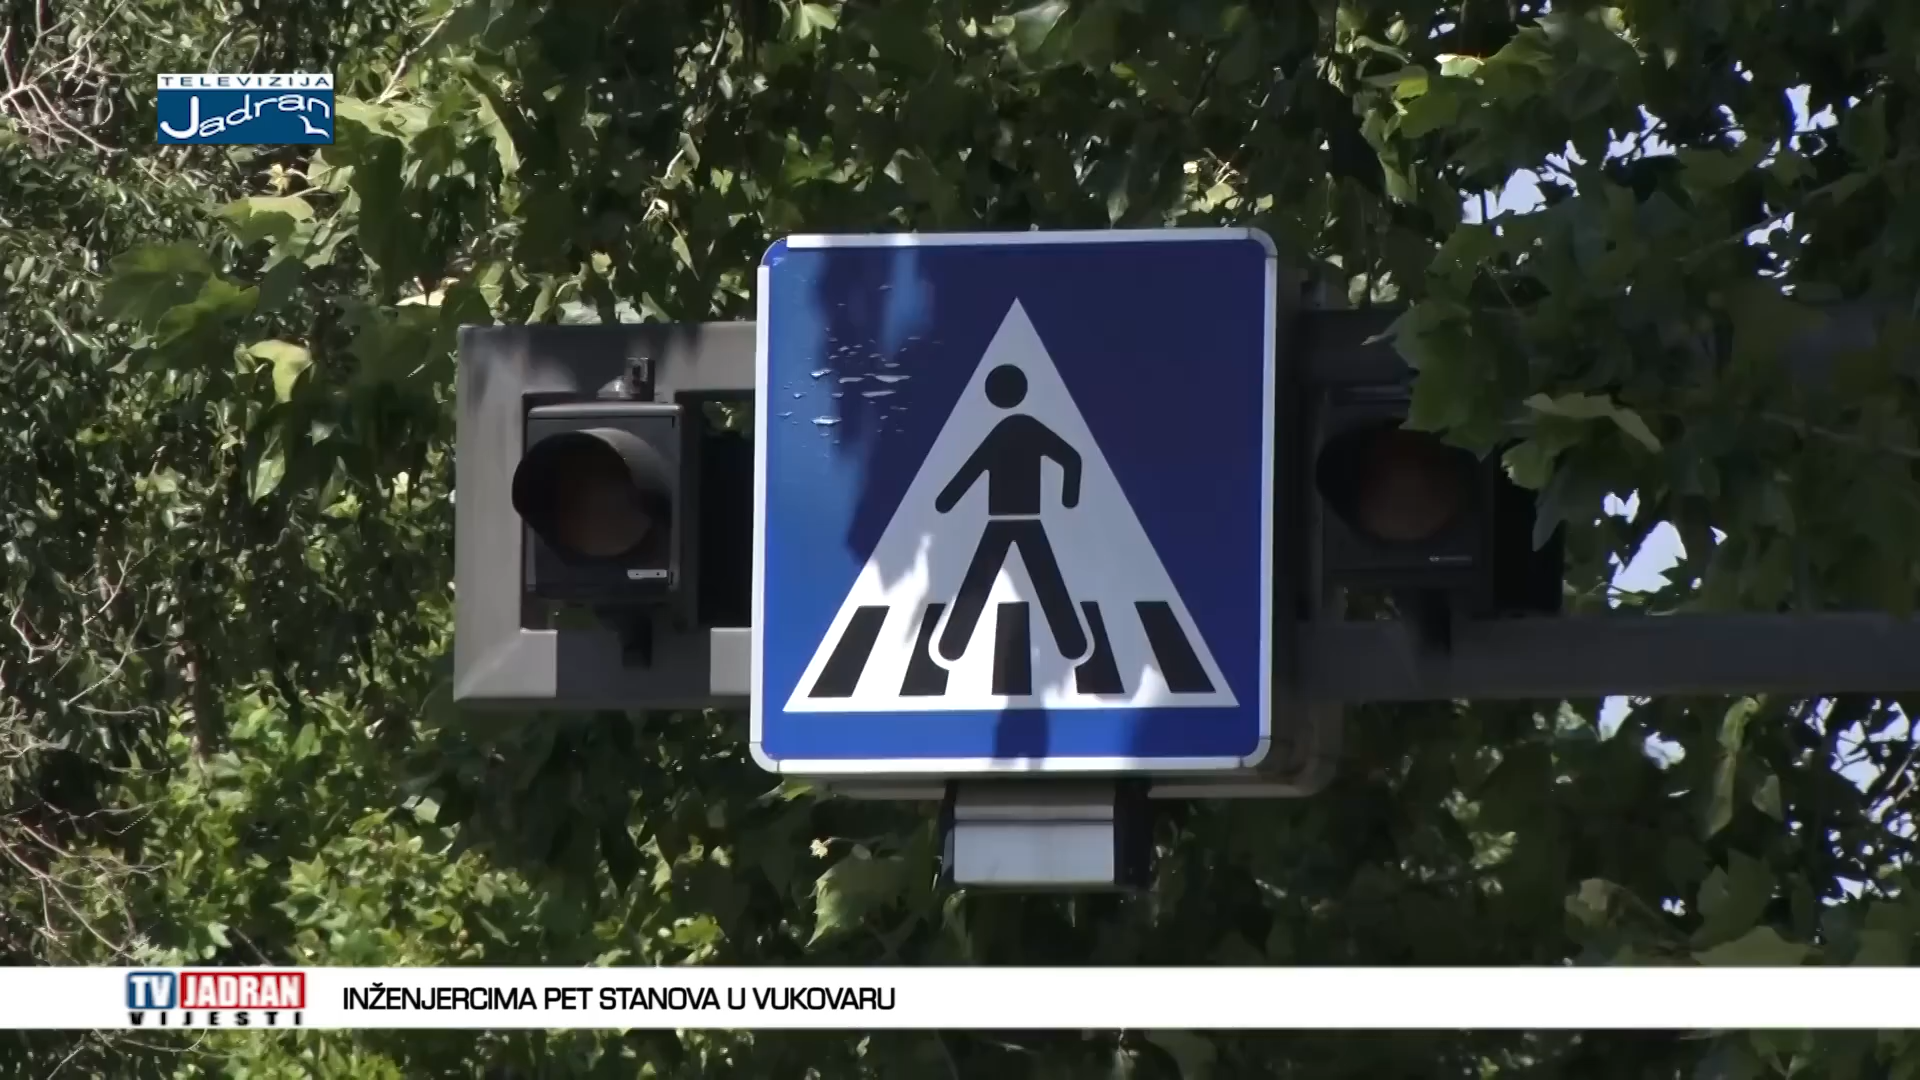 TELEVIZIJA
Jadran
TV JADRAN
VIJESTI
INŽENJERCIMA PET STANOVA U VUKOVARU